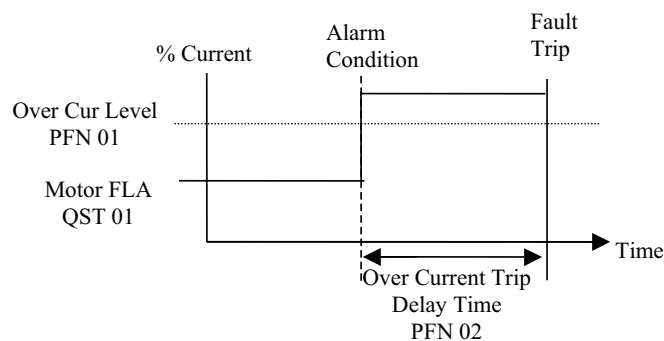 % Current
Alarm
Condition
Fault
Trip
Over Cur Level
PFN 01
Motor FLA
QST 01
Time
Over Current Trip
Delay Time
PFN 02